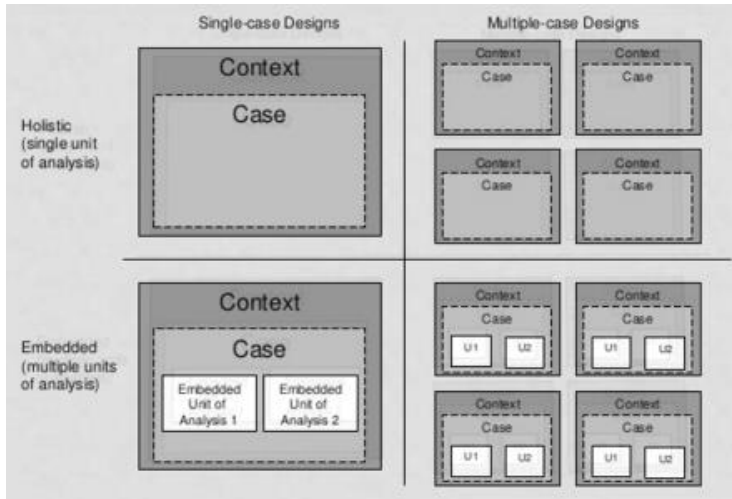 Single-case Designs
Multiple-case Designs
Holistic
(single unit
of analysis)
Context
Case
Context
Case
Context
Case
Context
Case
Context
Case
Embedded
(multiple units
of analysis)
Context
Case
Embedded
Unit of
Analysis 1
Embedded
Unit of
Analysis 2
Context
Case
U1
U2
Context
Case
U1
U2
Context
Case
U1
U2
Context
Case
U1
U2